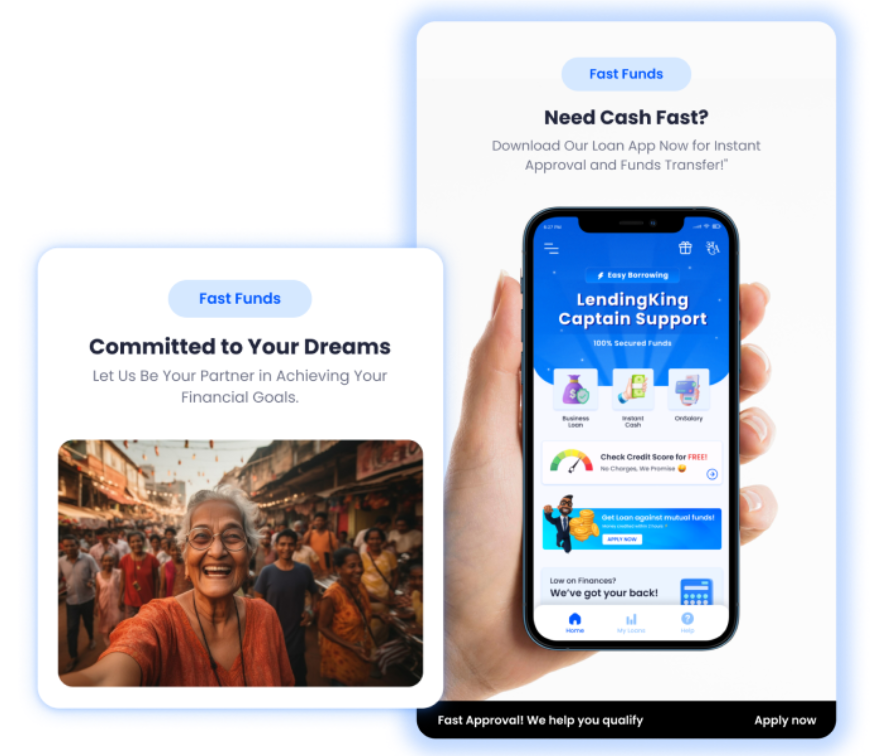 Fast Funds
Committed to Your Dreams
Let Us Be Your Partner in Achieving Your
Financial Goals.
Fast Funds
Need Cash Fast?
Download Our Loan App Now for Instant
Approval and Funds Transfer!"
Easy Borrowing
LendingKing
Captain Support
100% Secured Funds
Business
Loan
Instant
Cash
OnSalary
Check Credit Score for FREE!
No Charges, We Promise
Get Loan against mutual funds!
APPLY NOW
Low on Finances?
We've got your back!
Home
My Loans
Help
Fast Approval! We help you qualify
Apply now